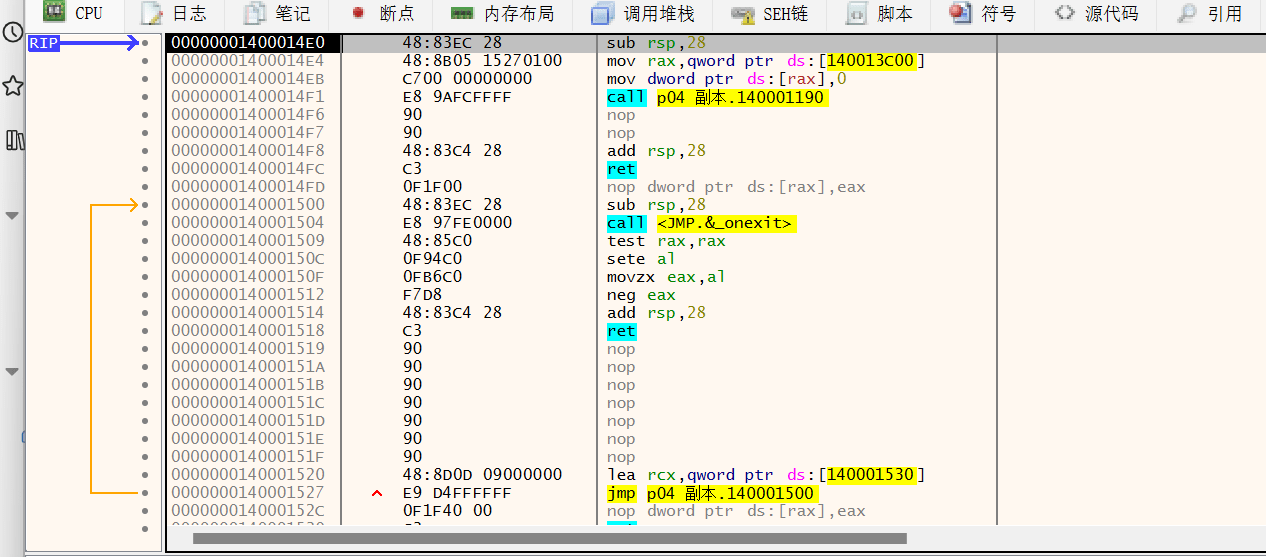 CPU 日志 笔记 断点 内存布局 调用堆栈 SEH链 脚本 符号 源代码 引用
RIP 00000001400014E0 48:83EC 28 sub rsp,28
00000001400014E4 48:8B05 15270100 mov rax,qword ptr ds:[140013C00]
00000001400014EB C700 00000000 mov dword ptr ds:[rax],0
00000001400014F1 E8 9AFCFFFF call p04 副本.140001190
00000001400014F6 90 nop
00000001400014F7 90 nop
00000001400014F8 48:83C4 28 add rsp,28
00000001400014FC C3 ret
00000001400014FD 0F1F00 nop dword ptr ds:[rax],eax
0000000140001500 48:83EC 28 sub rsp,28
0000000140001504 E8 97FE0000 call <JMP.&_onexit>
0000000140001509 48:85C0 test rax,rax
000000014000150C 0F94C0 sete al
000000014000150F 0FB6C0 movzx eax,al
0000000140001512 F7D8 neg eax
0000000140001514 48:83C4 28 add rsp,28
0000000140001518 C3 ret
0000000140001519 90 nop
000000014000151A 90 nop
000000014000151B 90 nop
000000014000151C 90 nop
000000014000151D 90 nop
000000014000151E 90 nop
000000014000151F 90 nop
0000000140001520 48:8D0D 09000000 lea rcx,qword ptr ds:[140001530]
0000000140001527 E9 D4FFFFFF jmp p04 副本.140001500
000000014000152C 0F1F40 00 nop dword ptr ds:[rax],eax